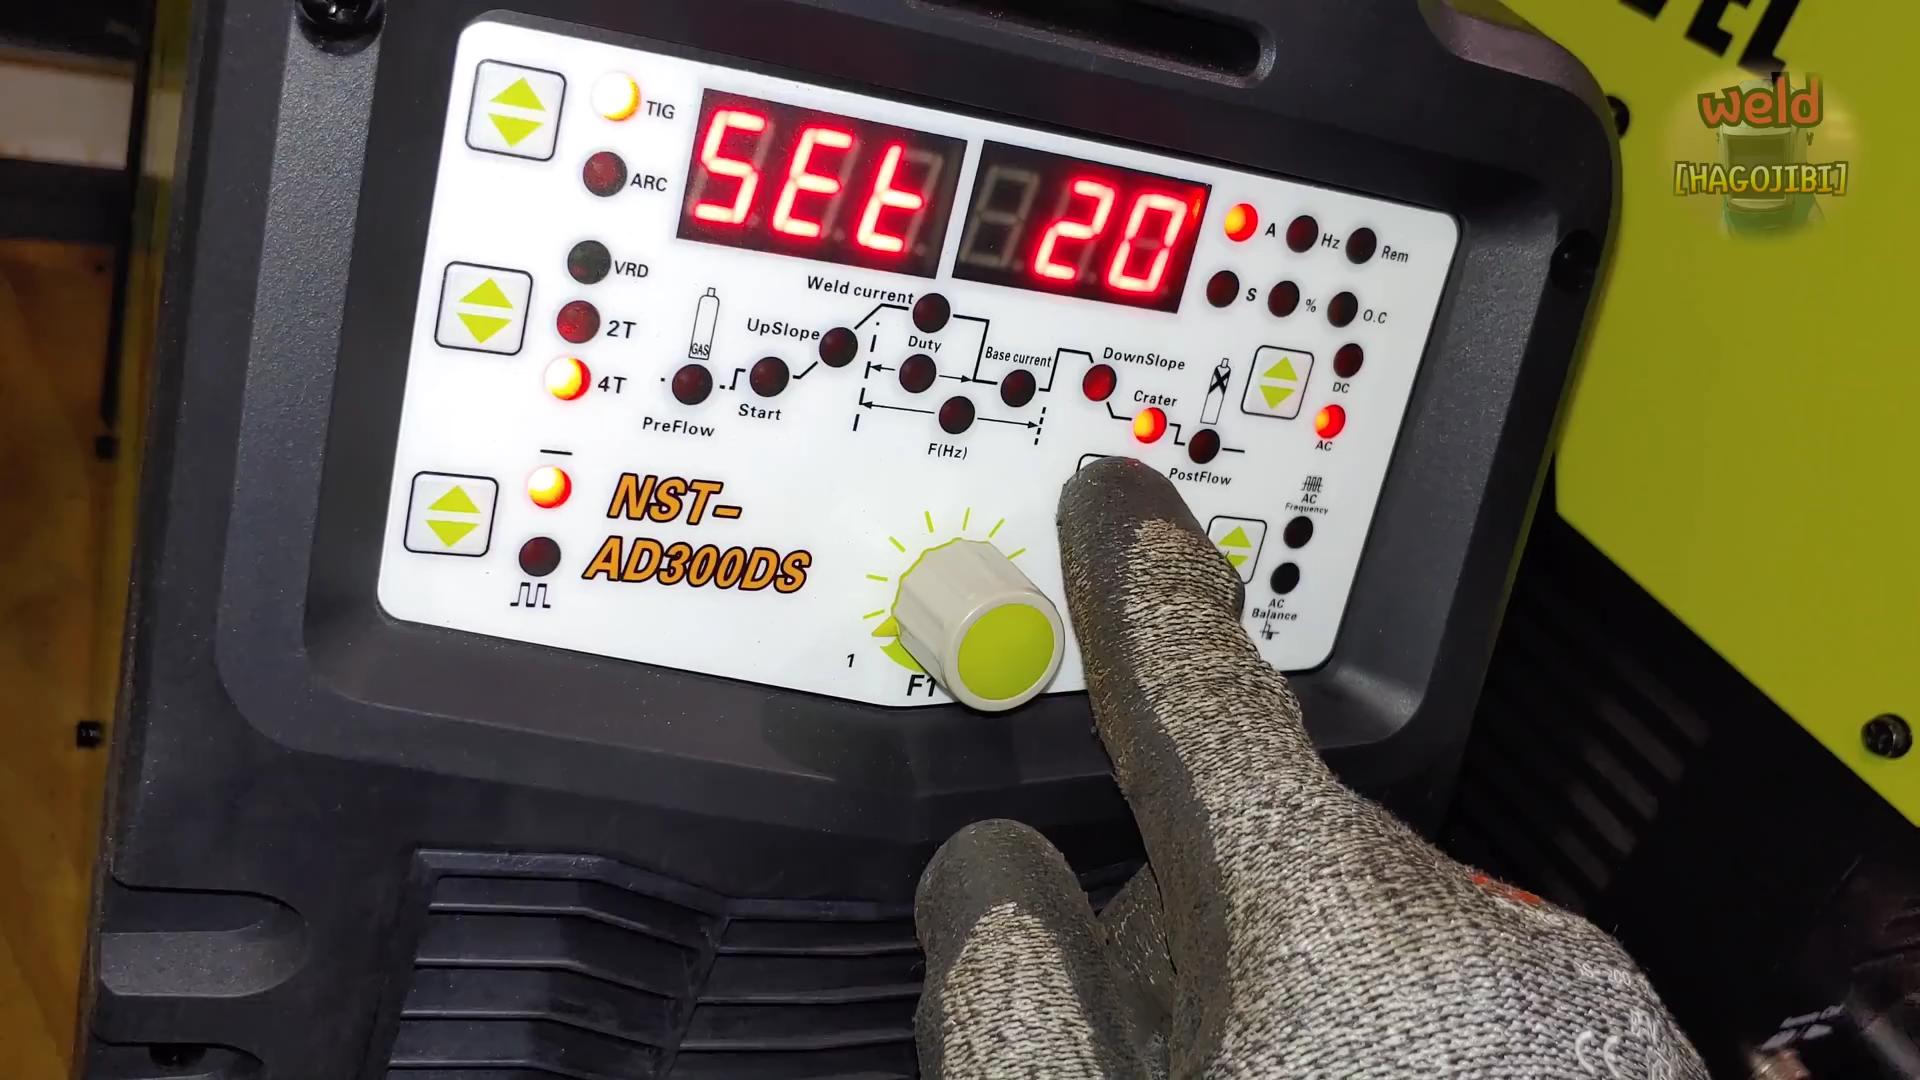 EL
weld
[HAGOJIBI]
TIG
ARC
SEt 20
A
Hz
Rem
S
%
O.C
VRD
2T
4T
GAS
Weld current
UpSlope
Duty
Base current
DownSlope
Crater
PreFlow
Start
F(Hz)
PostFlow
DC
AC
AC
Frequency
AC
Balance
NST-
AD300DS
1
F1